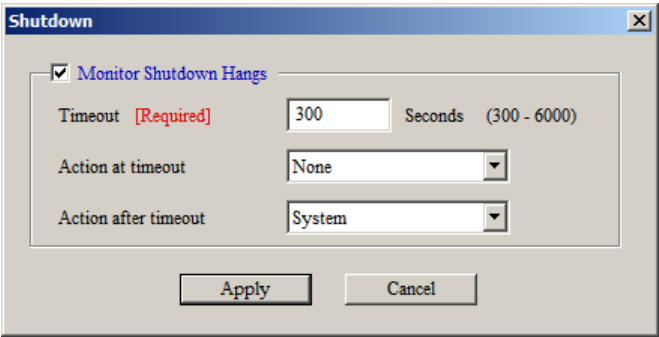 Shutdown
Monitor Shutdown Hangs
Timeout [Required] 300 Seconds (300 - 6000)
Action at timeout None
Action after timeout System
Apply Cancel